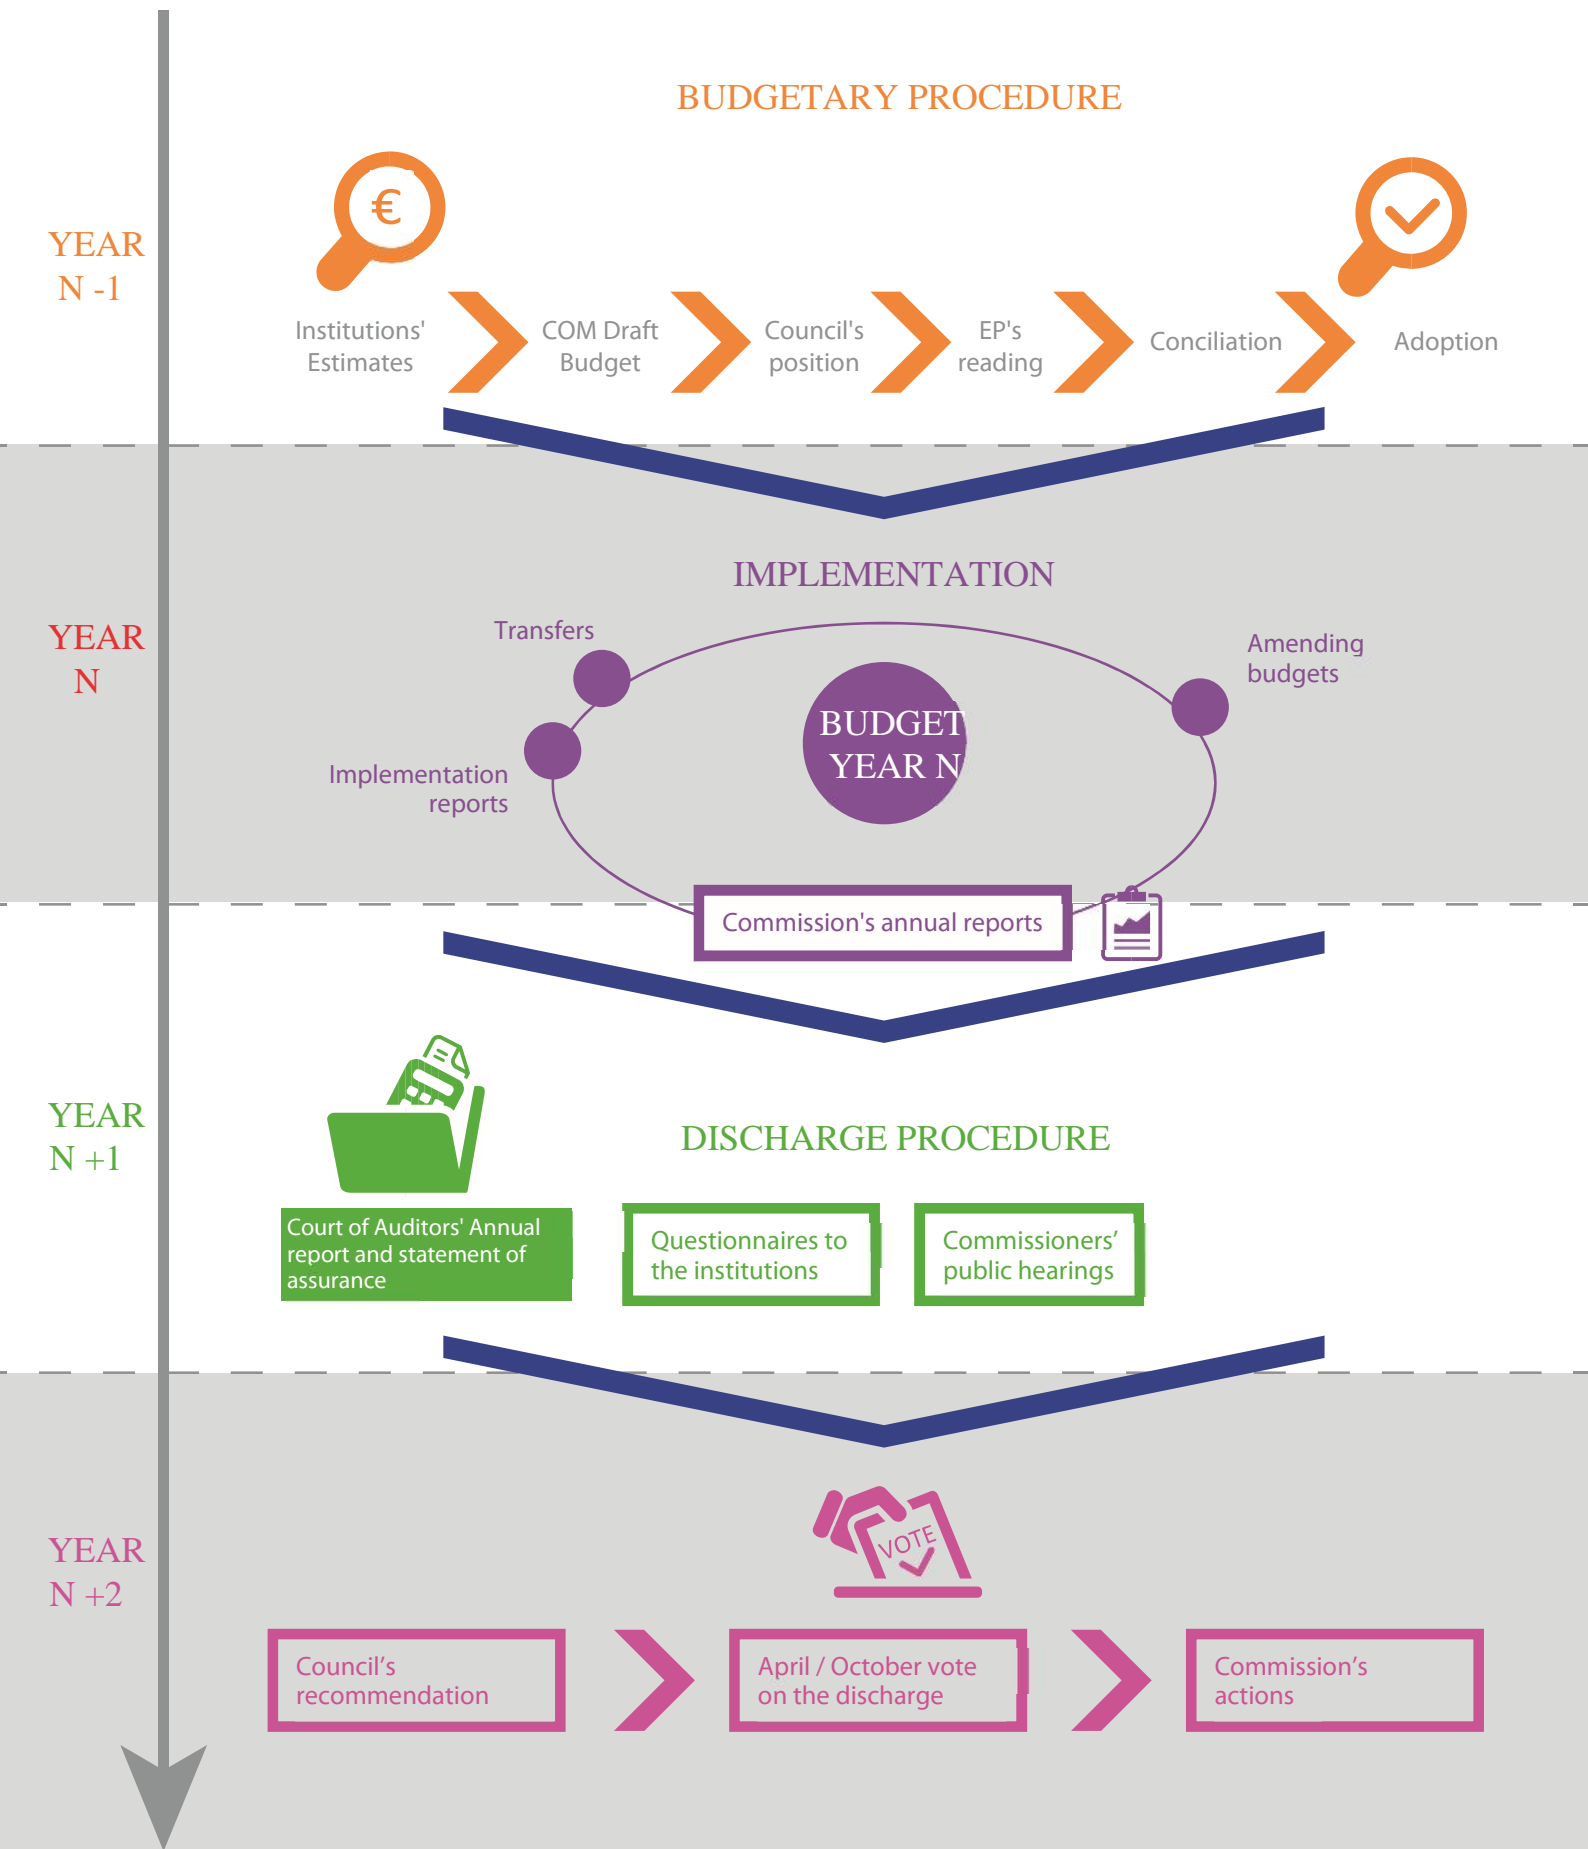 BUDGETARY PROCEDURE
€
YEAR
N -1
Institutions'
Estimates
COM Draft
Budget
Council's
position
EP's
reading
Conciliation
Adoption
IMPLEMENTATION
YEAR
N
Transfers
Amending
budgets
BUDGET
YEAR N
Implementation
reports
Commission's annual reports
YEAR
N +1
DISCHARGE PROCEDURE
Court of Auditors' Annual
report and statement of
assurance
Questionnaires to
the institutions
Commissioners’
public hearings
YEAR
N +2
VOTE
Council’s
recommendation
April / October vote
on the discharge
Commission’s
actions